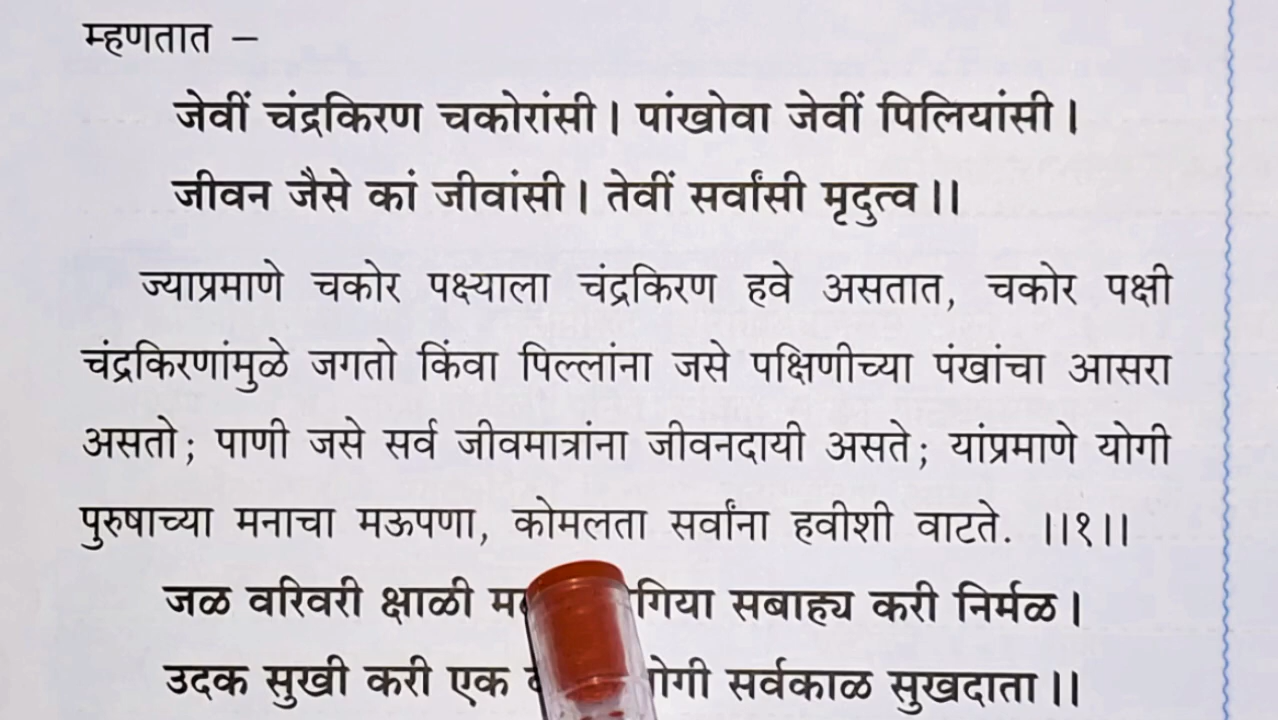 म्हणतात –
जेवीं चंद्रकिरण चकोरांसी। पांखोवा जेवीं पिलियांसी।
जीवन जैसे कां जीवांसी। तेवीं सर्वांसी मृदुत्व।।
ज्याप्रमाणे चकोर पक्ष्याला चंद्रकिरण हवे असतात, चकोर पक्षी
चंद्रकिरणांमुळे जगतो किंवा पिल्लांना जसे पक्षिणीच्या पंखांचा आसरा
असतो; पाणी जसे सर्व जीवमात्रांना जीवनदायी असते; यांप्रमाणे योगी
पुरुषाच्या मनाचा मऊपणा, कोमलता सर्वांना हवीशी वाटते. ।।१।।
जळ वरिवरी क्षाळी सबाह्य करी निर्मळ।
उदक सुखी करी एक सर्वकाळ सुखदाता।।